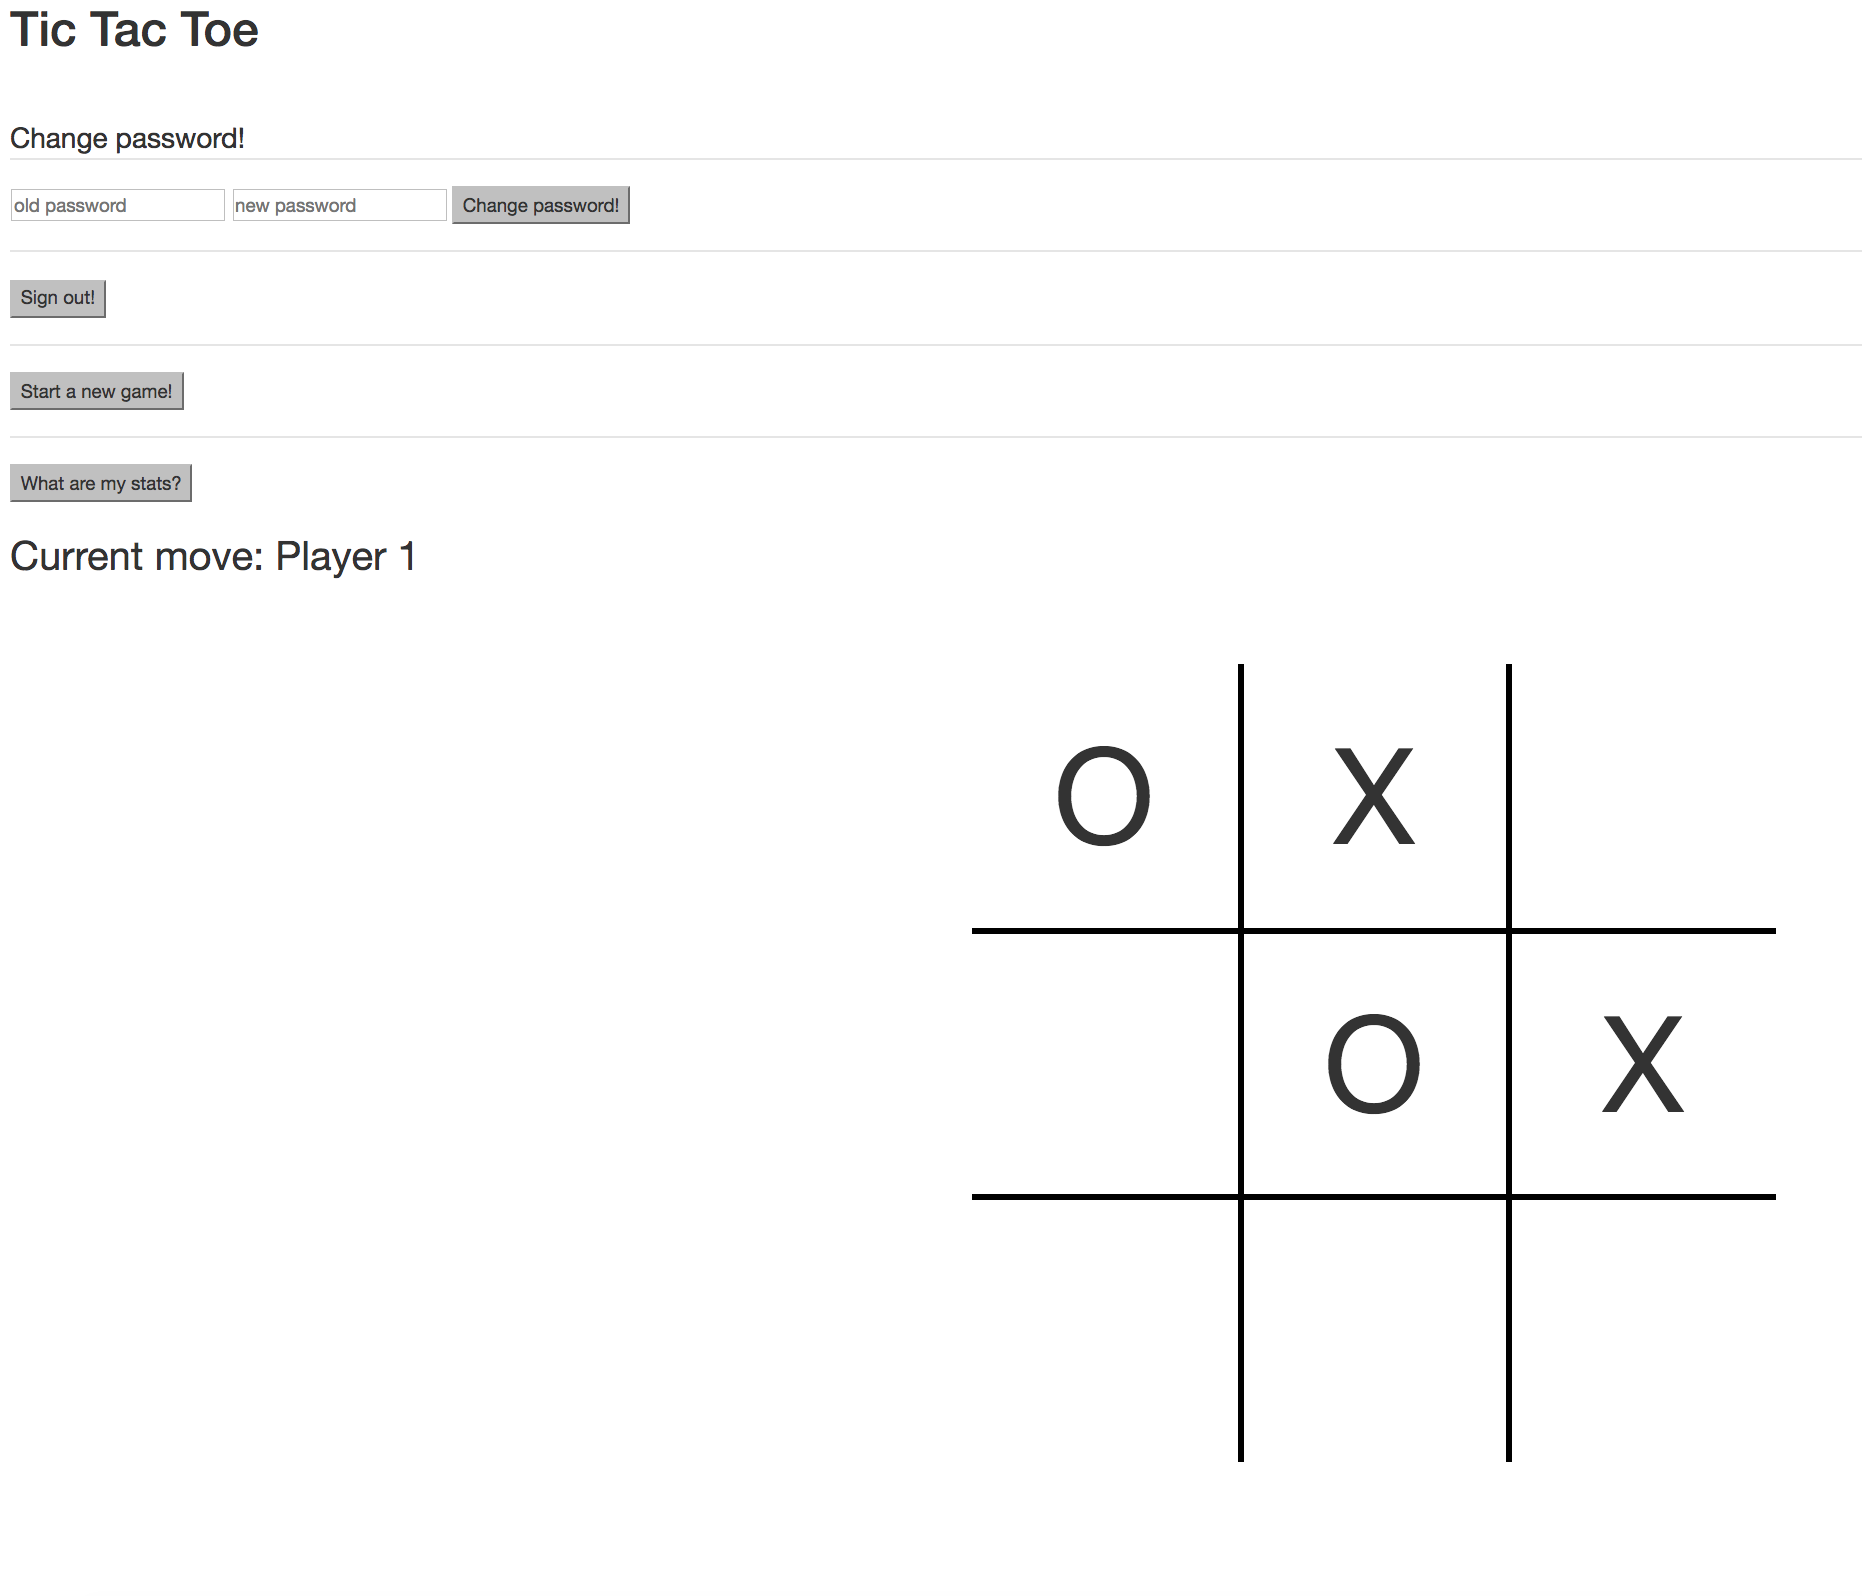 Tic Tac Toe
Change password!
old password new password Change password!
Sign out!
Start a new game!
What are my stats?
Current move: Player 1
O X
O X